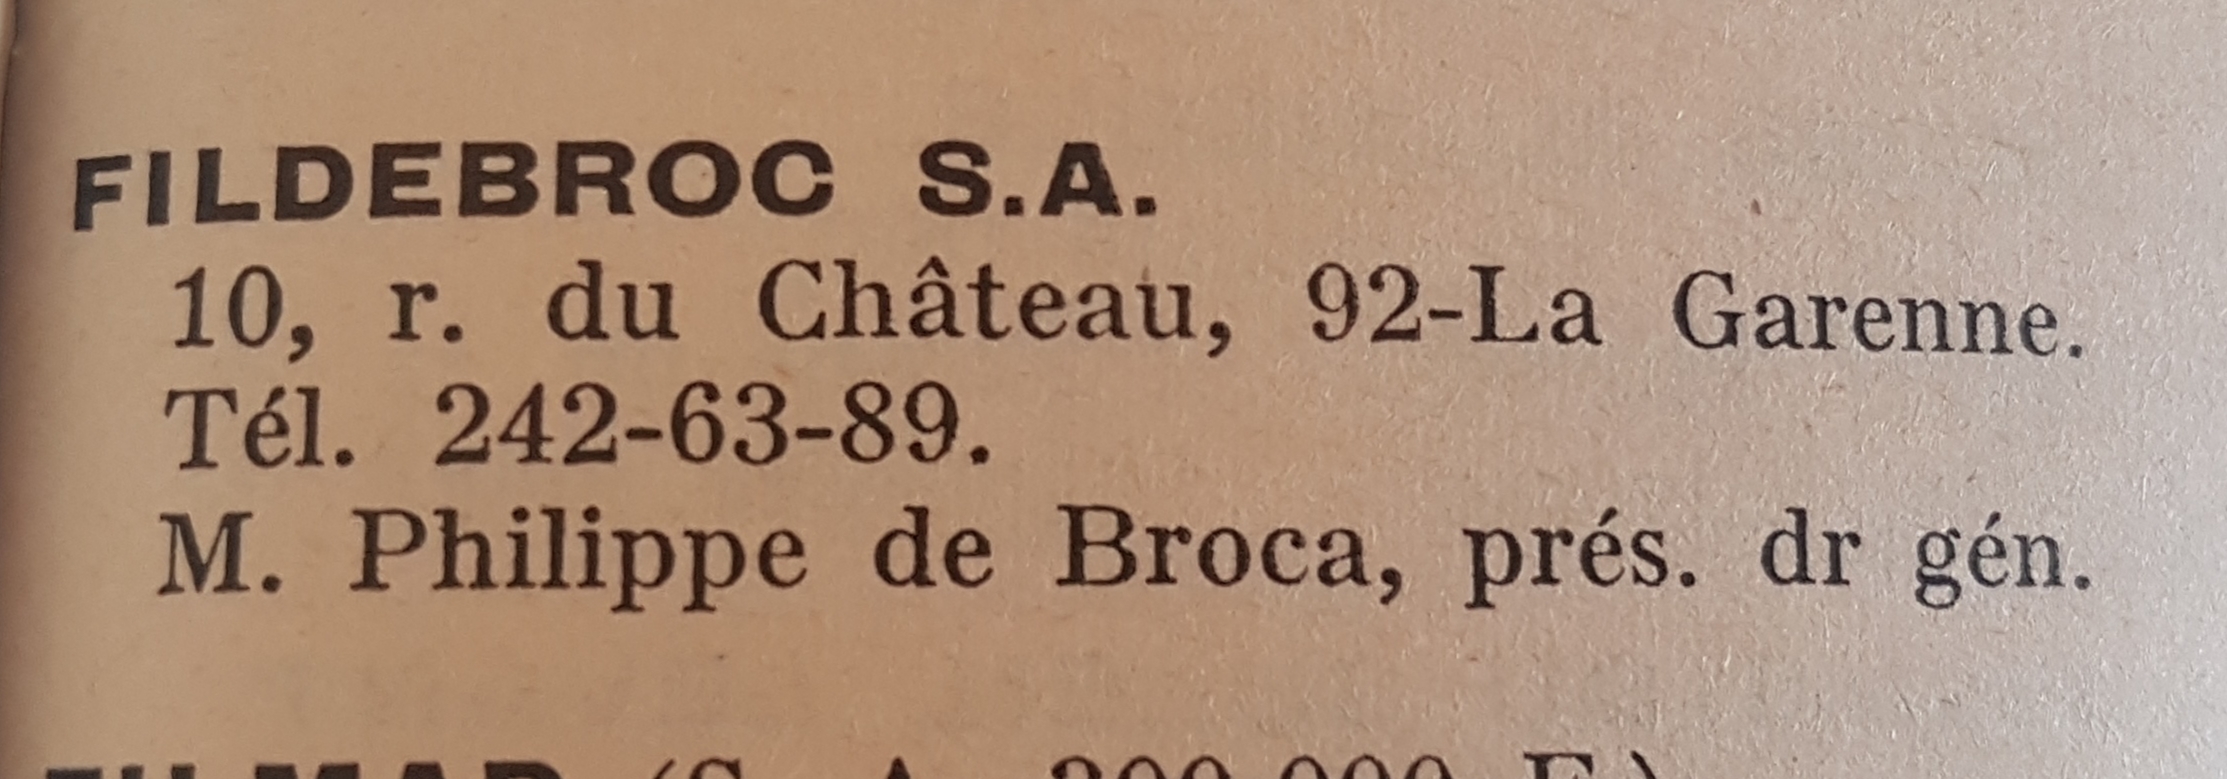 FILDEBROC S.A.
10, r. du Château, 92-La Garenne.
Tél. 242-63-89.
M. Philippe de Broca, prés. dr gén.